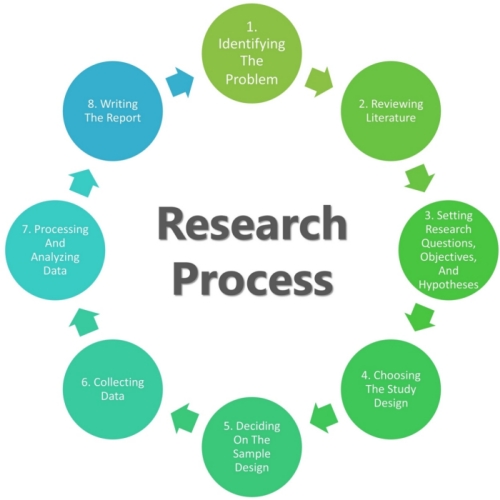 1.
Identifying
The
Problem
2. Reviewing
Literature
3. Setting
Research
Questions,
Objectives,
And
Hypotheses
4. Choosing
The Study
Design
5. Deciding
On The
Sample
Design
6. Collecting
Data
7. Processing
And
Analyzing
Data
8. Writing
The Report
Research
Process